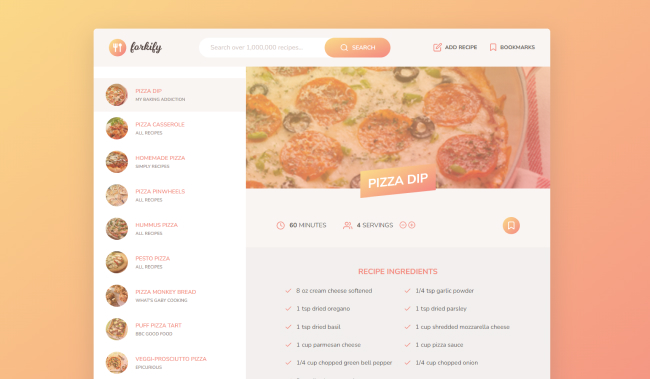 forkify
Search over 1,000,000 recipes...
SEARCH
ADD RECIPE
BOOKMARKS
PIZZA DIP
MY BAKING ADDICTION
PIZZA CASSEROLE
ALL RECIPES
HOMEMADE PIZZA
SIMPLY RECIPES
PIZZA PINWHEELS
ALL RECIPES
HUMMUS PIZZA
ALL RECIPES
PESTO PIZZA
ALL RECIPES
PIZZA MONKEY BREAD
WHAT'S GABY COOKING
PUFF PIZZA TART
BBC GOOD FOOD
VEGGI-PROSCIUTTO PIZZA
EPICURIOUS
PIZZA DIP
60 MINUTES
4 SERVINGS
RECIPE INGREDIENTS
8 oz cream cheese softened
1/4 tsp garlic powder
1 tsp dried oregano
1 tsp dried parsley
1 tsp dried basil
1 cup shredded mozzarella cheese
1 cup parmesan cheese
1 cup pizza sauce
1/4 cup chopped green bell pepper
1/4 cup chopped onion